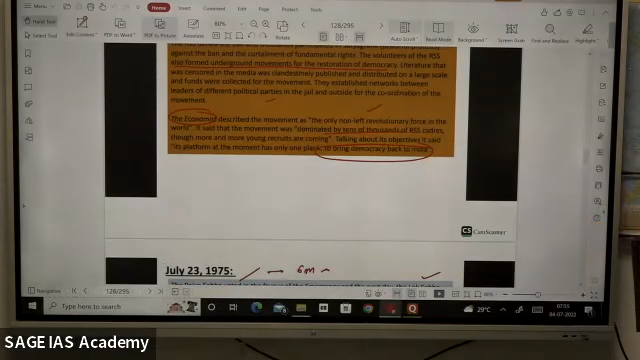 Hand Tool
Select Tool
Edit Content
PDF to Word
PDF to Picture
Menu
Home
Annotate
Page
Protect
Tools
80%
128/295
Rotate
Auto Scroll
Read Mode
Background
Screen Grab
Find and Replace
Highlight
against the ban and the curtailment of fundamental rights. The volunteers of the RSS
also formed underground movements for the restoration of democracy. Literature that
was censored in the media was clandestinely published and distributed on a large scale
and funds were collected for the movement. They established networks between
leaders of different political parties in the jail and outside for the co-ordination of the
movement.
The Economist described the movement as "the only non-left revolutionary force in the
world". It said that the movement was "dominated by tens of thousands of RSS cadres,
though more and more young recruits are coming". Talking about its objectives it said
"its platform at the moment has only one plank: to bring democracy back to India".
CS CamScanner
July 23, 1975:
6m
Navigation
128/295
Type here to search
29°C
07:55
04-07-2022
SAGE IAS Academy